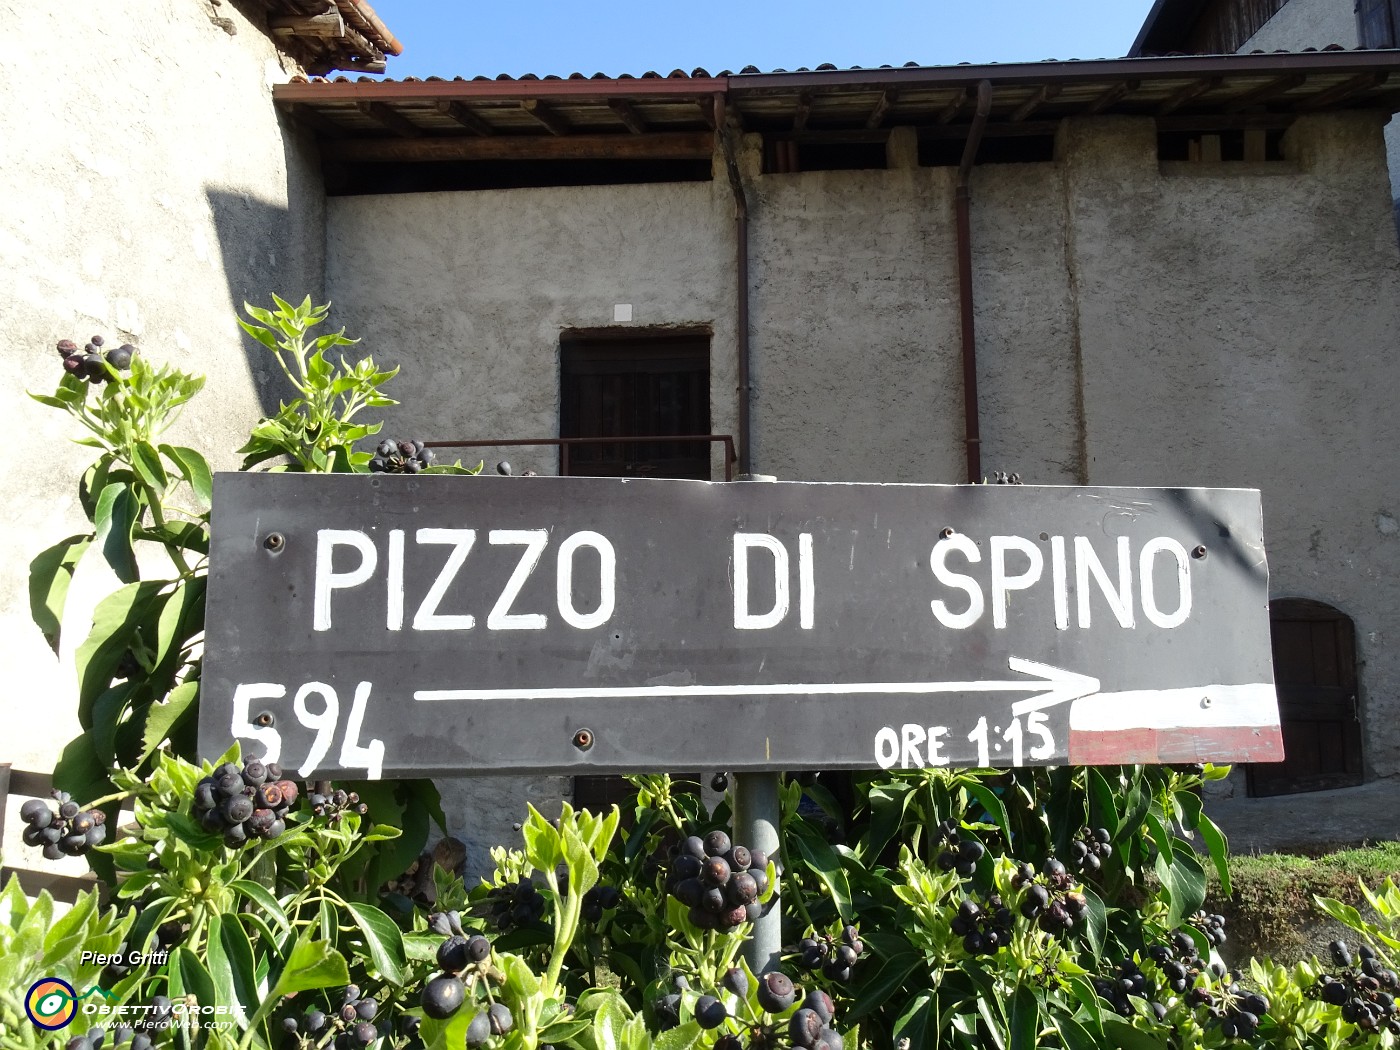 PIZZO DI SPINO
594
ORE 1:15
Piero Gritti
OBIETTIVOROBIE
www.PieroWeb.com